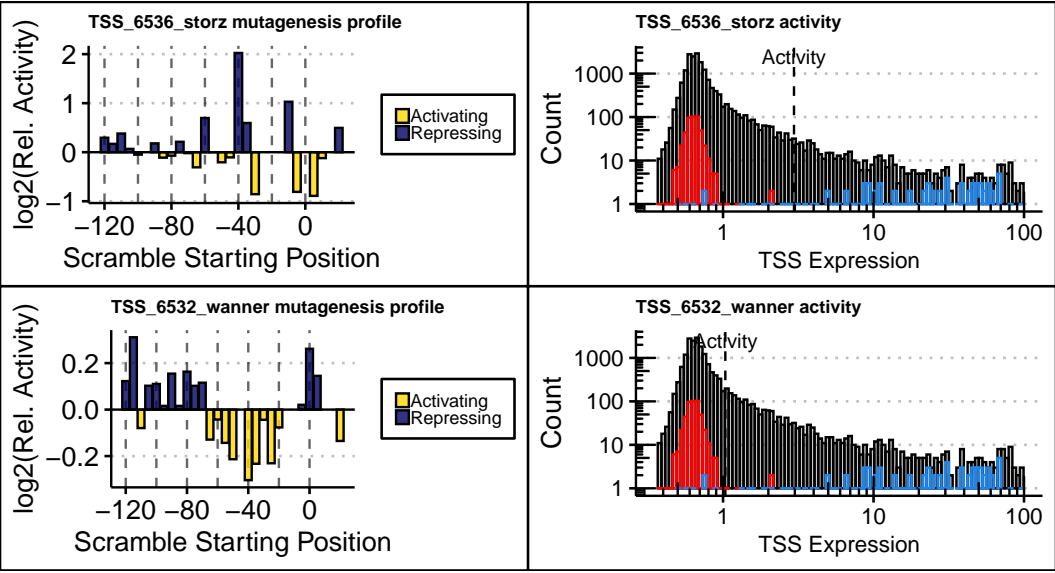 TSS_6536_storz mutagenesis profile
log2(Rel. Activity)
2
1
0
−1
−120
−80
−40
0
Scramble Starting Position
Activating
Repressing
TSS_6536_storz activity
Activity
Count
1000
100
10
1
1
10
100
TSS Expression
TSS_6532_wanner mutagenesis profile
log2(Rel. Activity)
0.2
0.0
−0.2
−120
−80
−40
0
Scramble Starting Position
Activating
Repressing
TSS_6532_wanner activity
Activity
Count
1000
100
10
1
1
10
100
TSS Expression